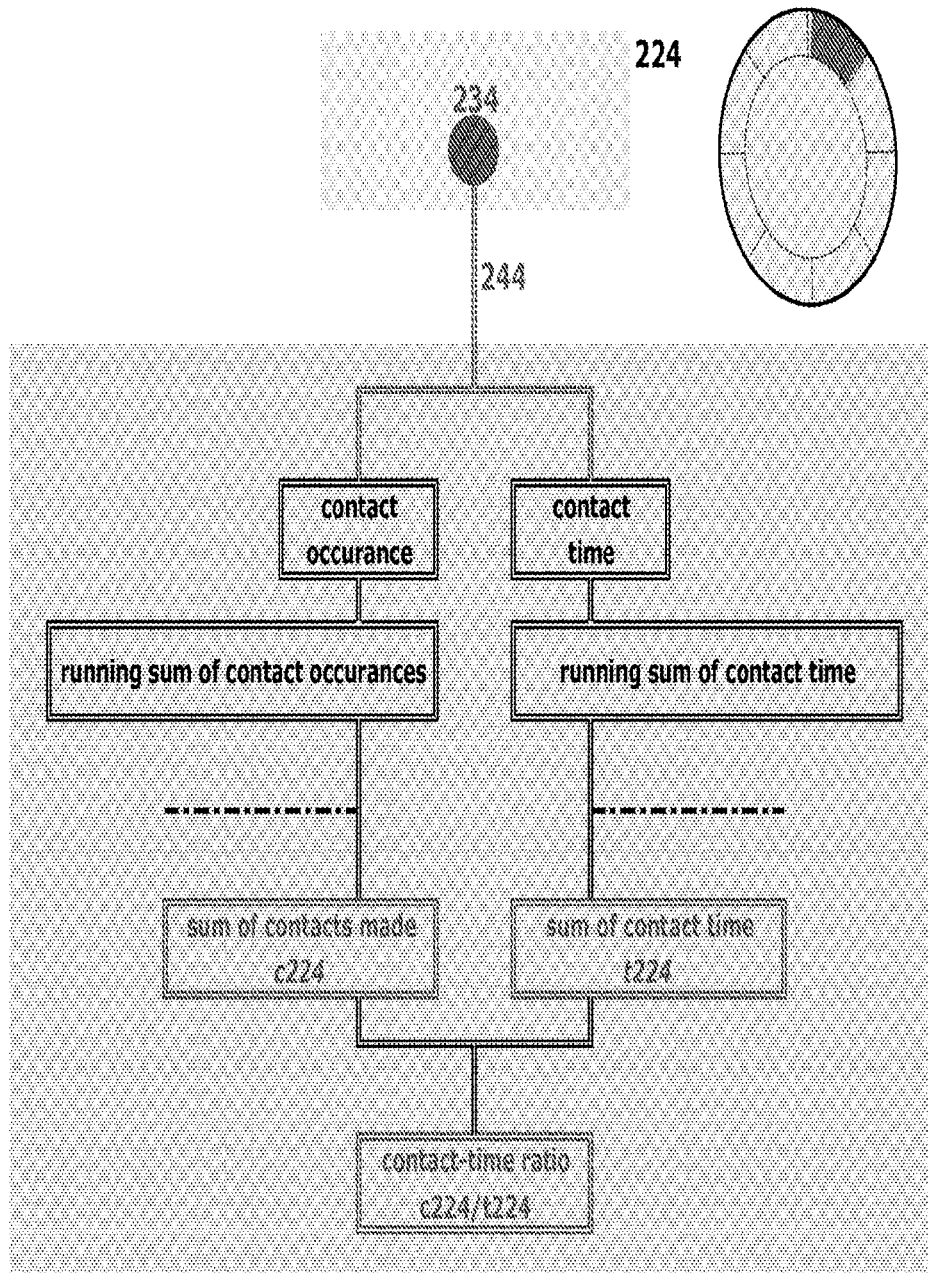 224
234
244
contact
occurance
contact
time
running sum of contact occurances
running sum of contact time
sum of contacts made
c224
sum of contact time
t224
contact-time ratio
c224/t224